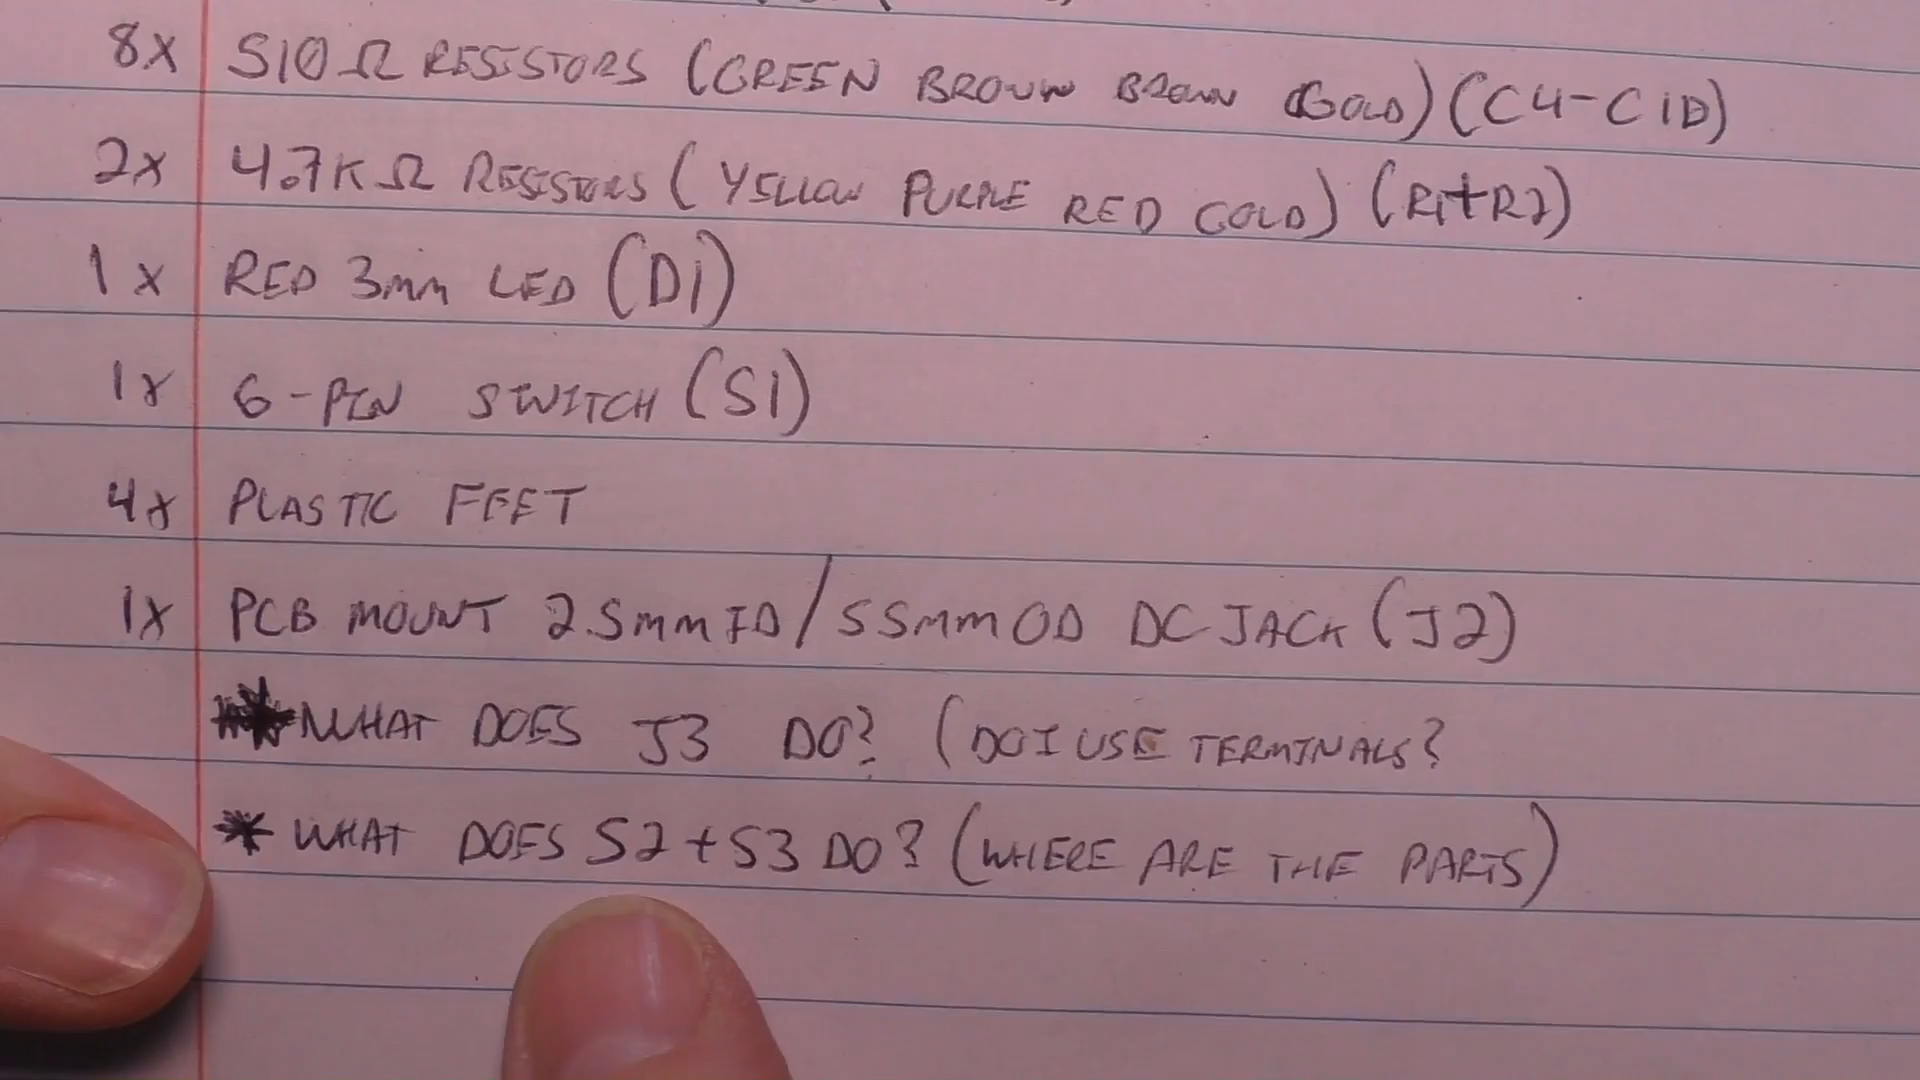 8X 510 Ω RESISTORS (GREEN BROWN BROWN GOLD) (C4-C10)
2X 4.7K Ω RESISTORS (YELLOW PURPLE RED GOLD) (R1+R2)
1X RED 3mm LED (D1)
1X 6-PIN SWITCH (S1)
4X PLASTIC FEET
1X PCB MOUNT 2.5mm ID/5.5mm OD DC JACK (J2)
* WHAT DOES J3 DO? (DO I USE TERMINALS?
* WHAT DOES S2 + S3 DO? (WHERE ARE THE PARTS)